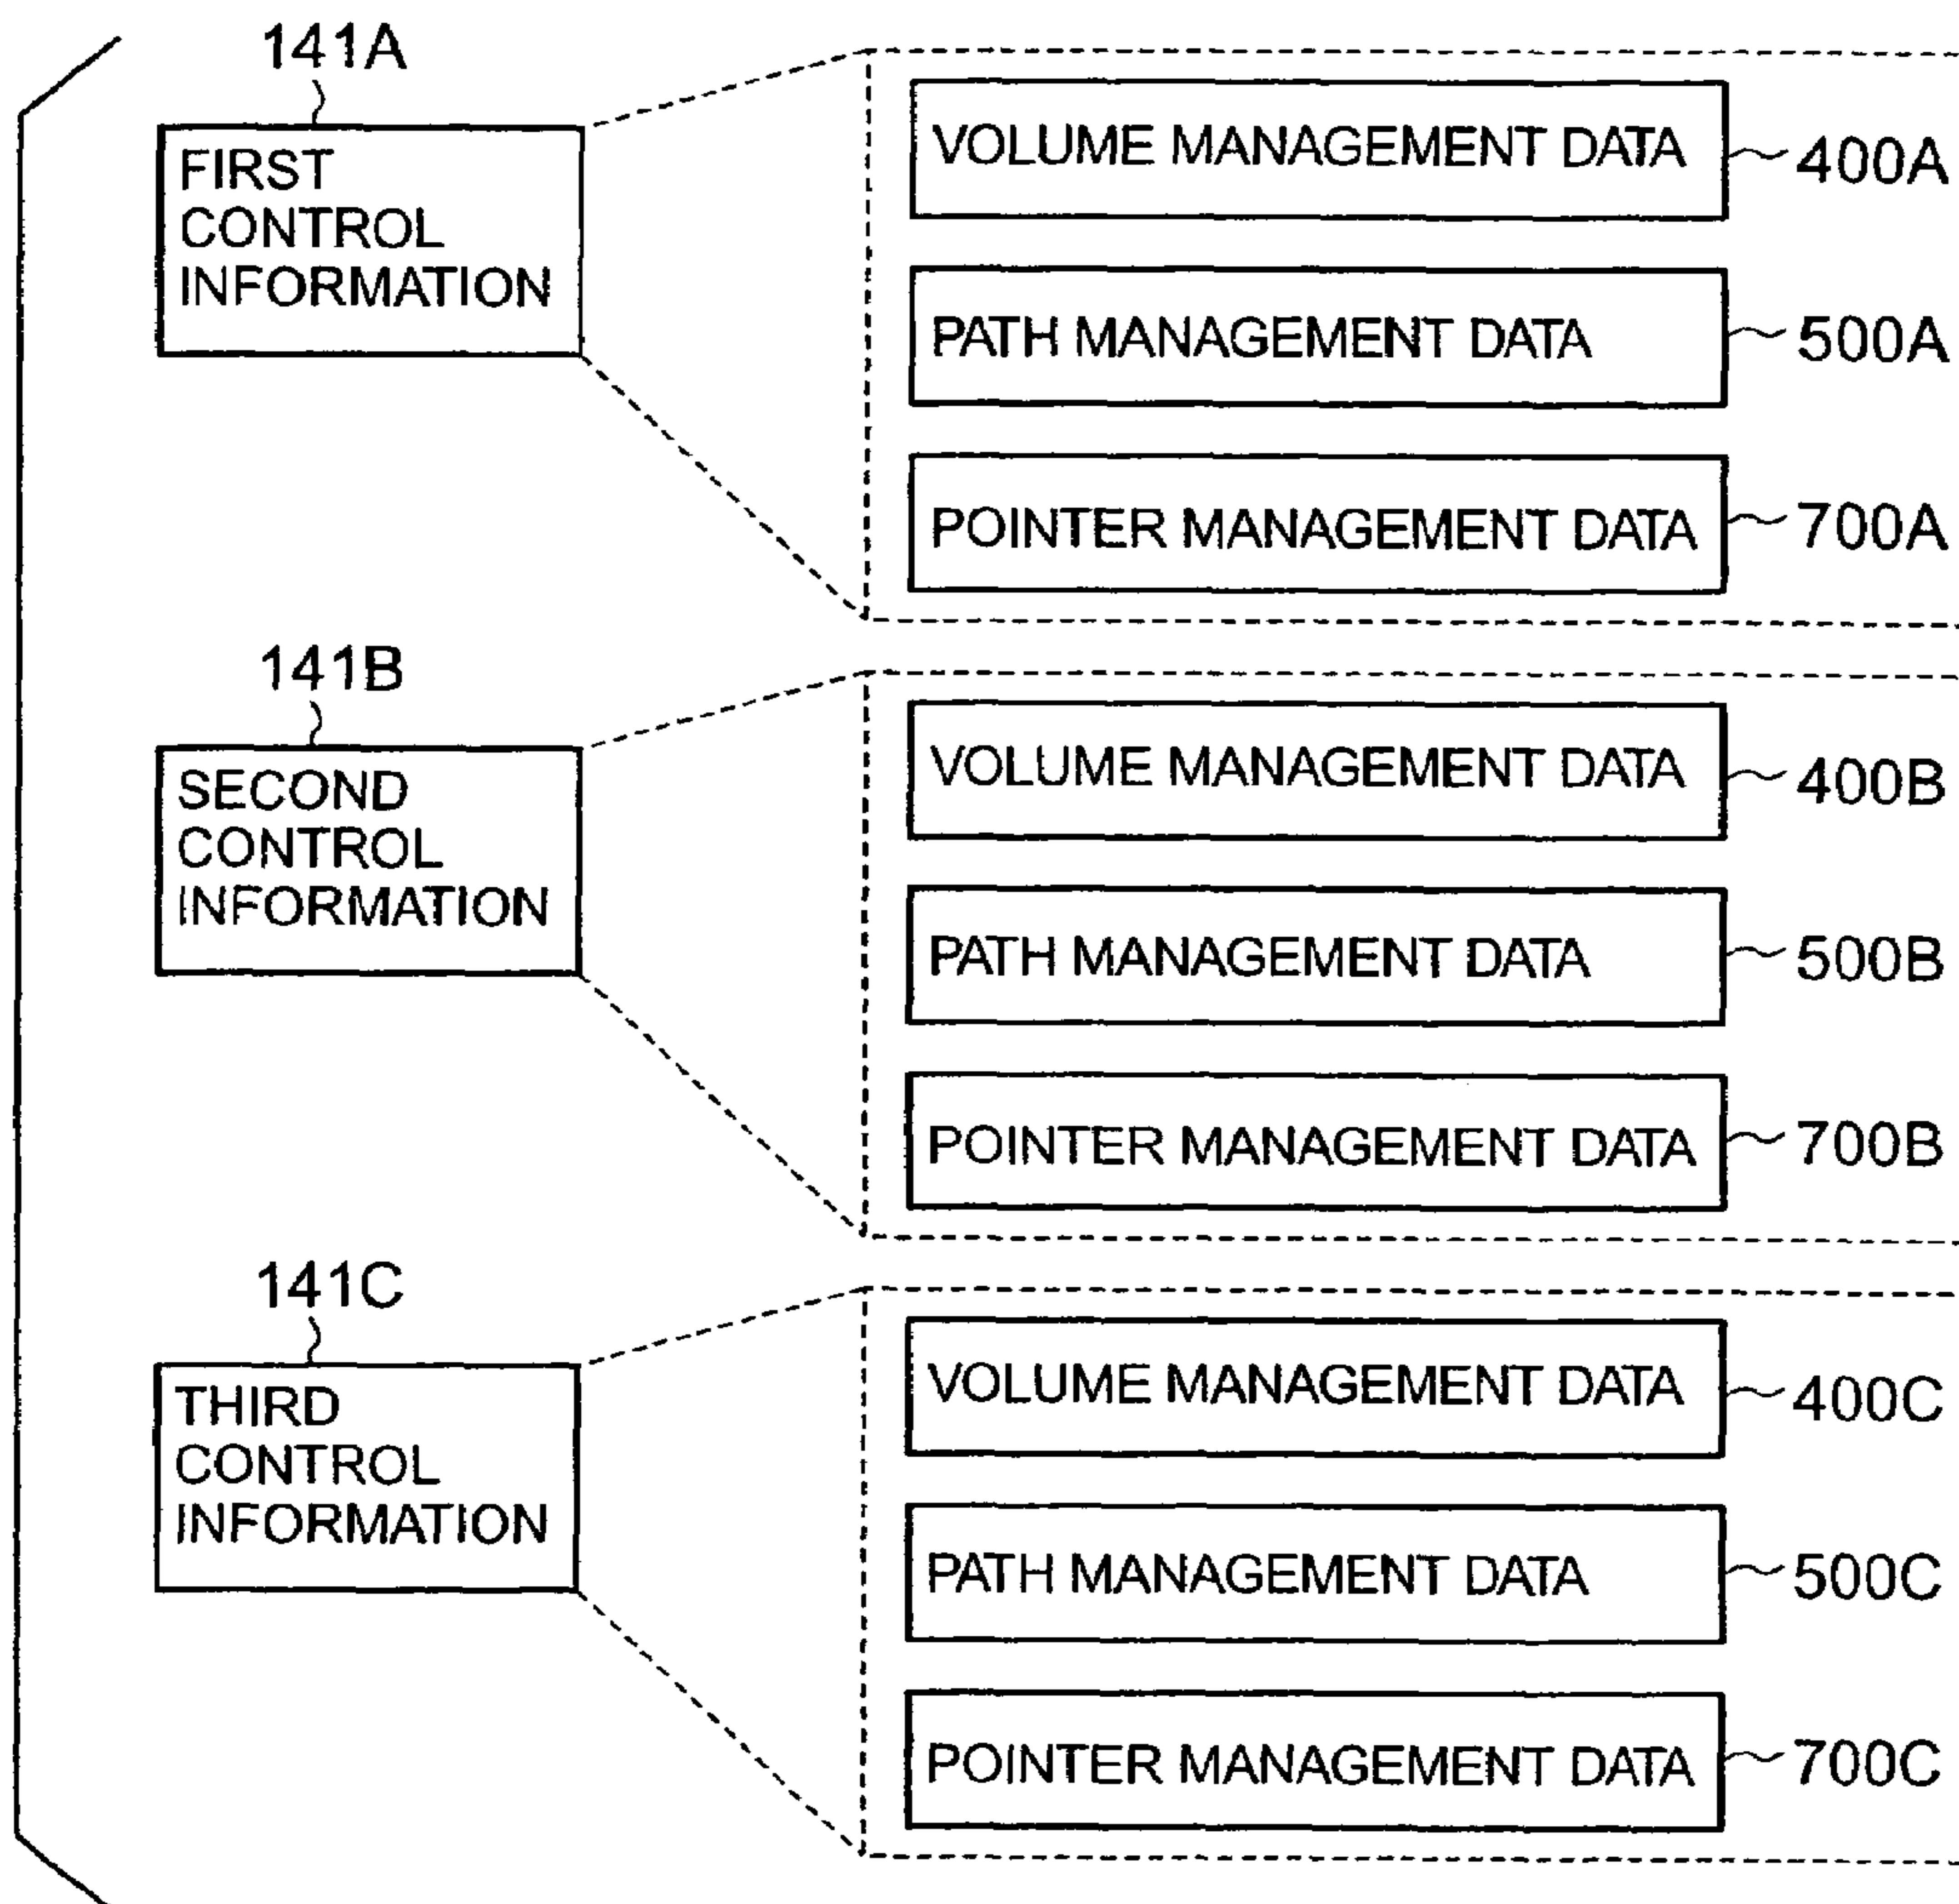 141A
FIRST
CONTROL
INFORMATION
VOLUME MANAGEMENT DATA
400A
PATH MANAGEMENT DATA
500A
POINTER MANAGEMENT DATA
700A
141B
SECOND
CONTROL
INFORMATION
VOLUME MANAGEMENT DATA
400B
PATH MANAGEMENT DATA
500B
POINTER MANAGEMENT DATA
700B
141C
THIRD
CONTROL
INFORMATION
VOLUME MANAGEMENT DATA
400C
PATH MANAGEMENT DATA
500C
POINTER MANAGEMENT DATA
700C